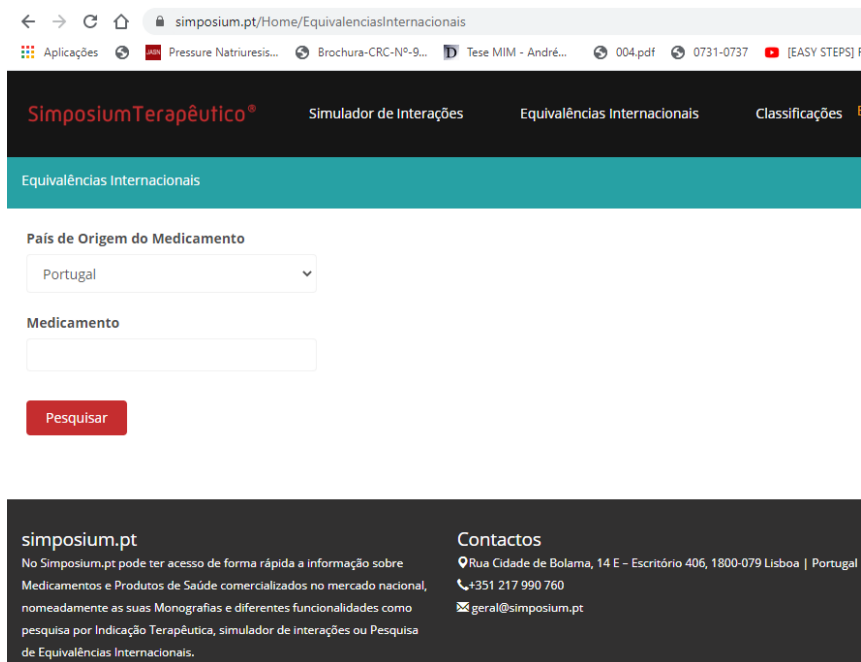 simposium.pt/Home/EquivalenciasInternacionais
Aplicações Pressure Natriuresis... Brochura-CRC-Nº-9... Tese MIM - André... 004.pdf 0731-0737 [EASY STEPS]
SimposiumTerapêutico® Simulador de Interações Equivalências Internacionais Classificações
Equivalências Internacionais
País de Origem do Medicamento
Portugal
Medicamento
Pesquisar
simposium.pt
No Simposium.pt pode ter acesso de forma rápida a informação sobre
Medicamentos e Produtos de Saúde comercializados no mercado nacional,
nomeadamente as suas Monografias e diferentes funcionalidades como
pesquisa por Indicação Terapêutica, simulador de interações ou Pesquisa
de Equivalências Internacionais.
Contactos
Rua Cidade de Bolama, 14 E – Escritório 406, 1800-079 Lisboa | Portugal
+351 217 990 760
geral@simposium.pt